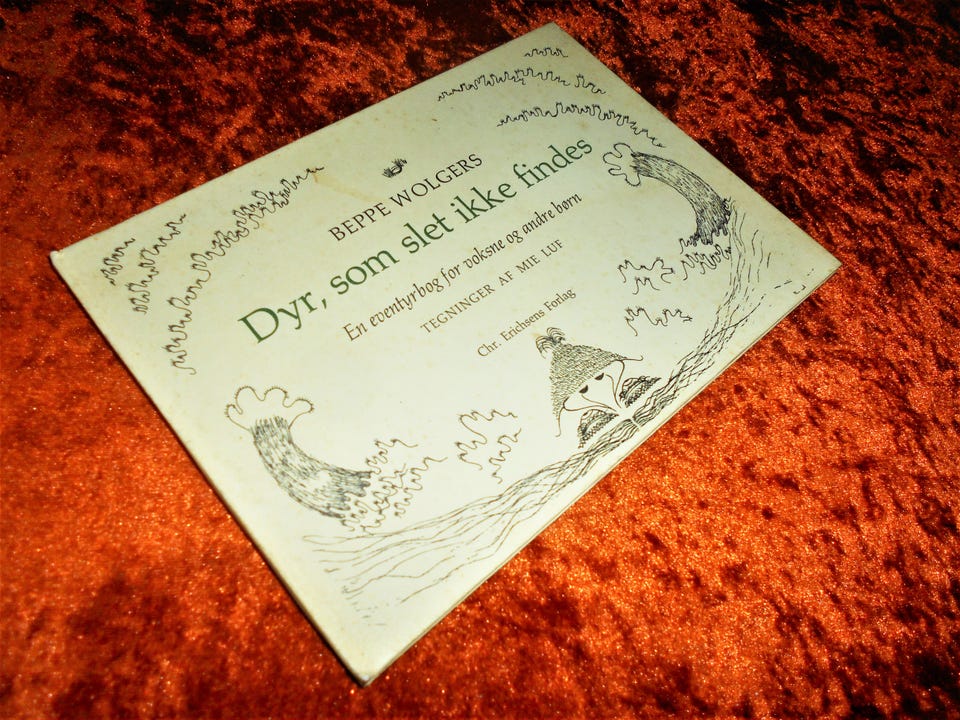 BEPPE WOLGERS
Dyr, som slet ikke findes
En eventyrbog for voksne og andre børn
TEGNINGER AF MIE LUF
Chr. Erichsens Forlag